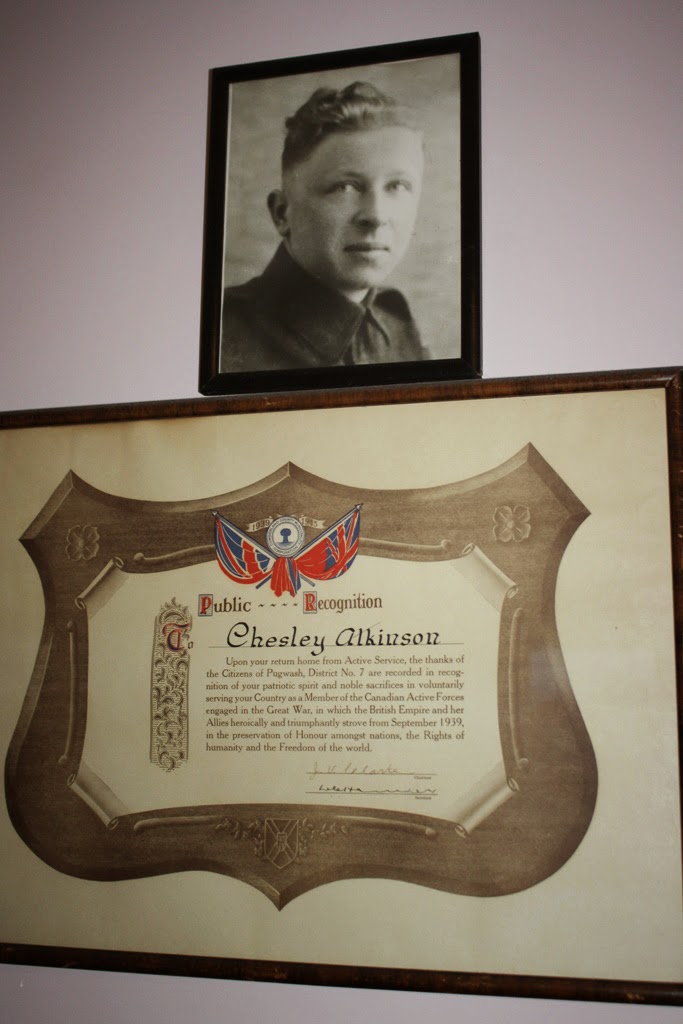 1939 1945
Public ~~~~ Recognition
To
Chesley Atkinson
Upon your return home from Active Service, the thanks of
the Citizens of Pugwash, District No. 7 are recorded in recog-
nition of your patriotic spirit and noble sacrifices in voluntarily
serving your Country as a Member of the Canadian Active Forces
engaged in the Great War, in which the British Empire and her
Allies heroically and triumphantly strove from September 1939,
in the preservation of Honour amongst nations, the Rights of
humanity and the Freedom of the world.
Chairman
Secretary